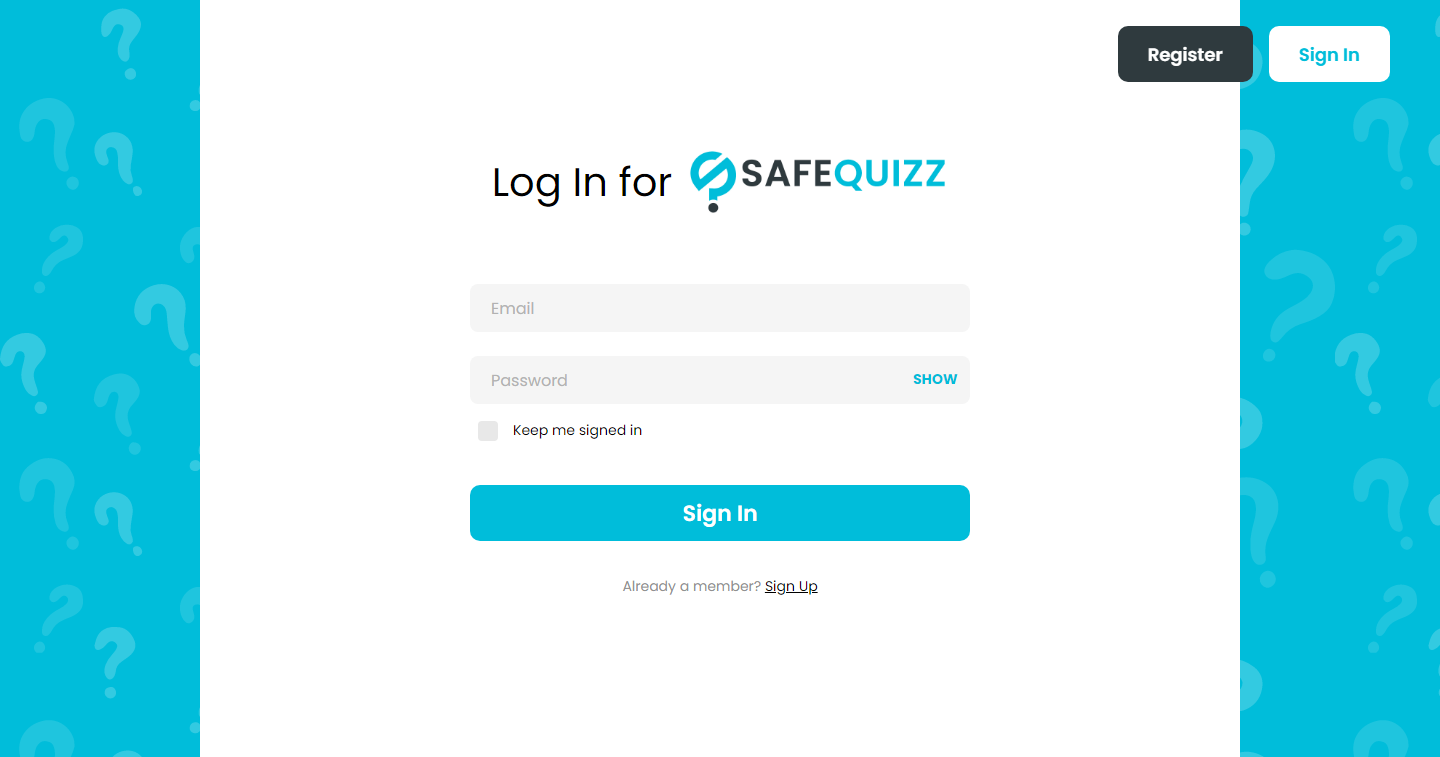 Register
Sign In
Log In for SAFEQUIZZ
Email
Password
SHOW
Keep me signed in
Sign In
Already a member? Sign Up